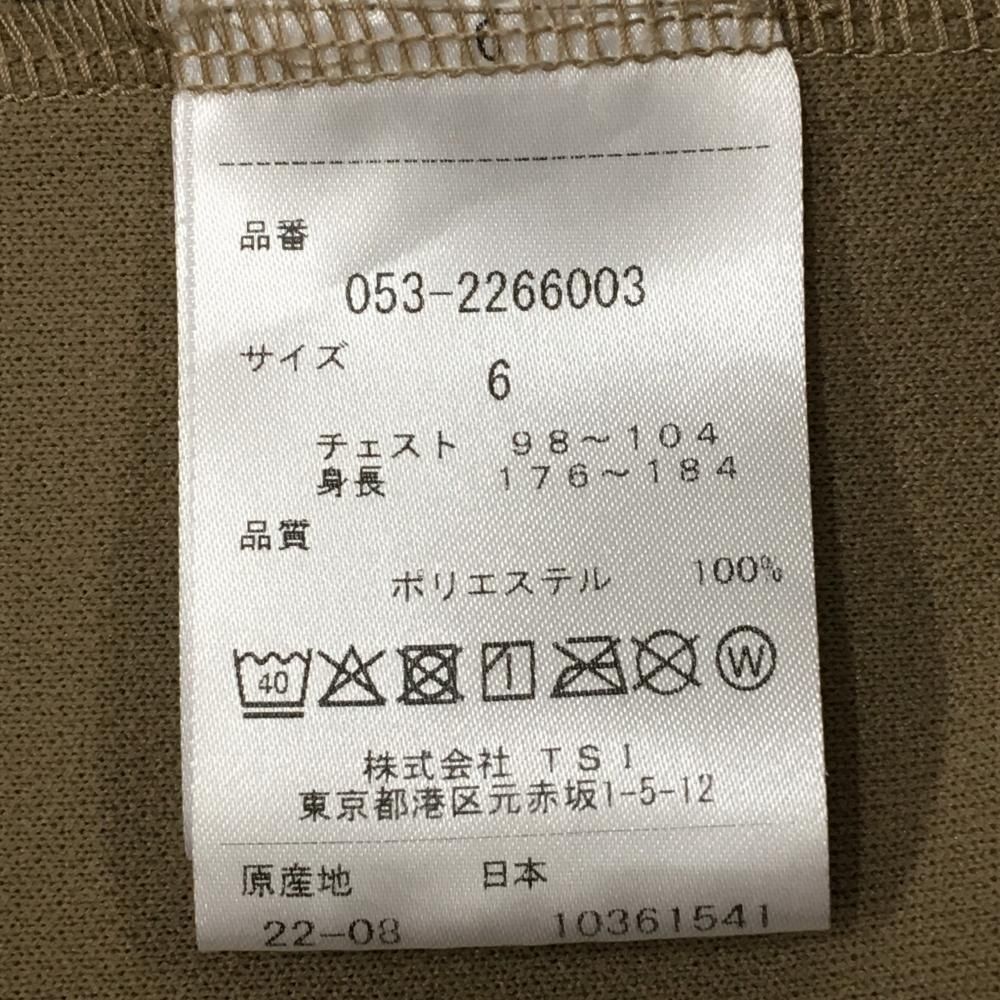 6
品番
053-2266003
サイズ
6
チェスト 98~104
身長 176~184
品質
ポリエステル 100%
40 W
株式会社 TSI
東京都港区元赤坂1-5-12
原産地 日本
22-08 10361541